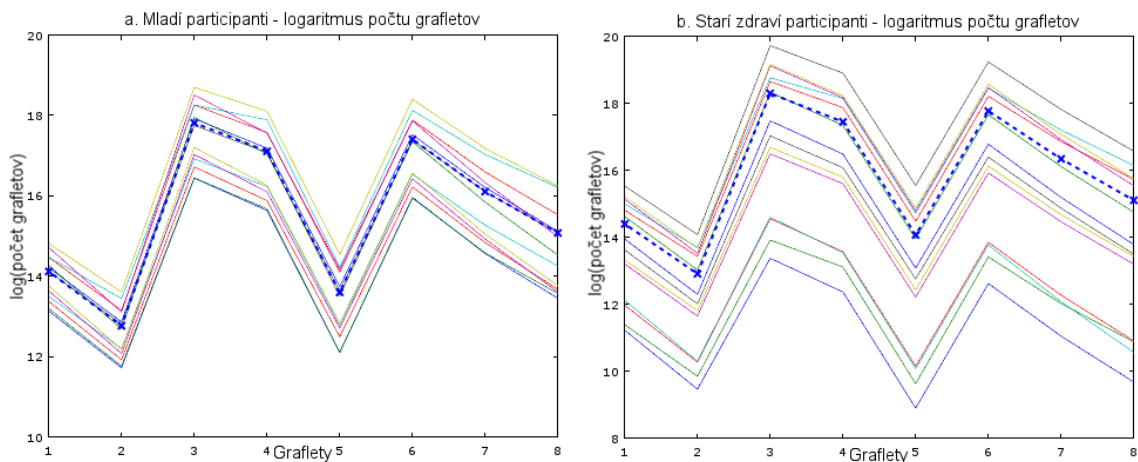 a. Mladí participanti - logaritmus počtu grafletov
20
18
16
14
12
10
log(počet grafletov)
1 2 3 4 5 6 7 8
Graflety
b. Starí zdraví participanti - logaritmus počtu grafletov
20
18
16
14
12
10
8
log(počet grafletov)
1 2 3 4 5 6 7 8
Graflety